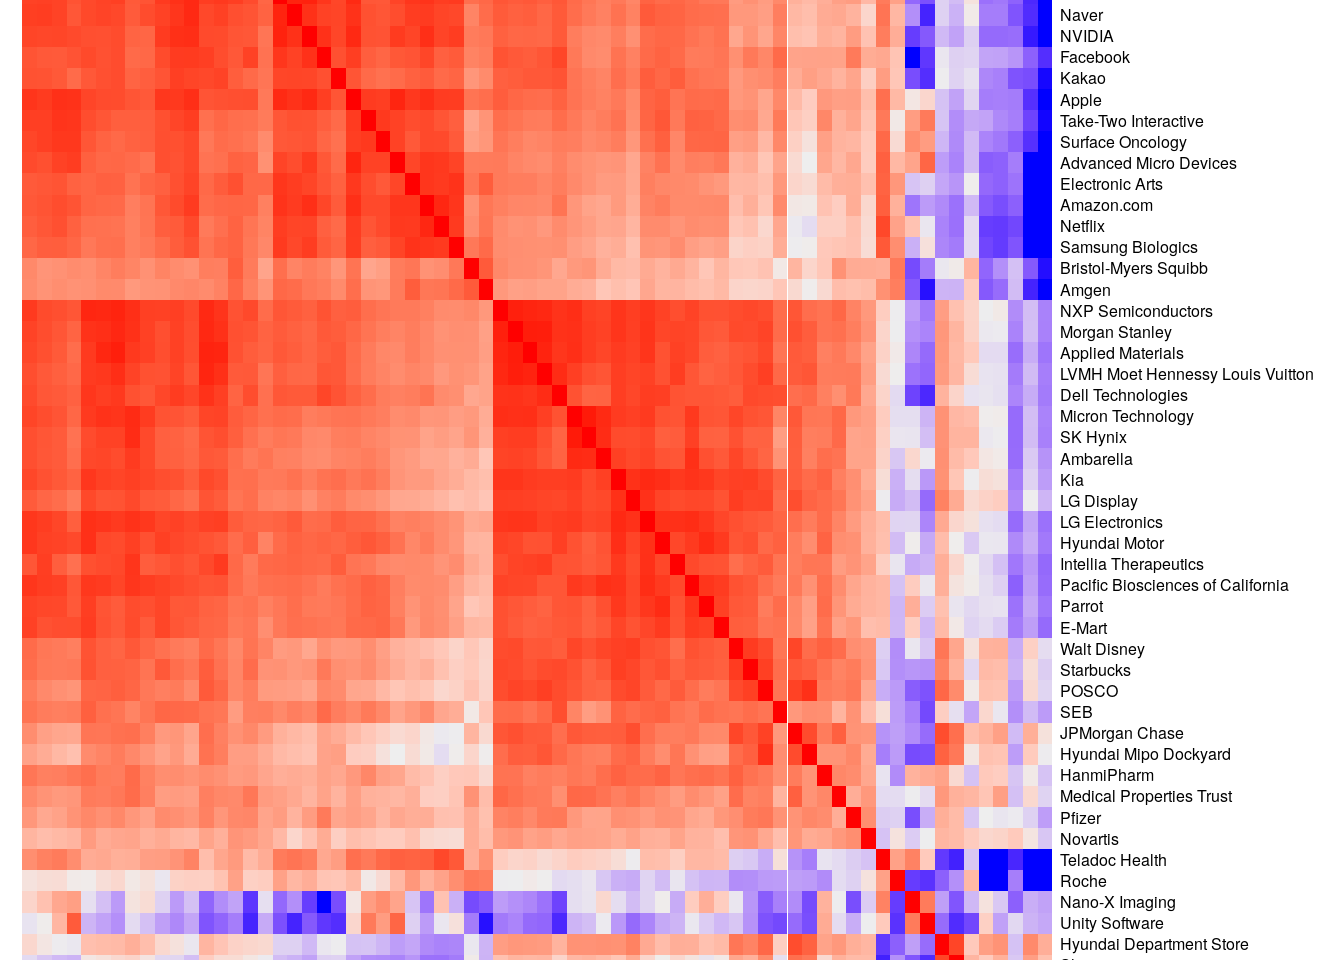 Naver
NVIDIA
Facebook
Kakao
Apple
Take-Two Interactive
Surface Oncology
Advanced Micro Devices
Electronic Arts
Amazon.com
Netflix
Samsung Biologics
Bristol-Myers Squibb
Amgen
NXP Semiconductors
Morgan Stanley
Applied Materials
LVMH Moet Hennessy Louis Vuitton
Dell Technologies
Micron Technology
SK Hynix
Ambarella
Kia
LG Display
LG Electronics
Hyundai Motor
Intellia Therapeutics
Pacific Biosciences of California
Parrot
E-Mart
Walt Disney
Starbucks
POSCO
SEB
JPMorgan Chase
Hyundai Mipo Dockyard
HanmiPharm
Medical Properties Trust
Pfizer
Novartis
Teladoc Health
Roche
Nano-X Imaging
Unity Software
Hyundai Department Store